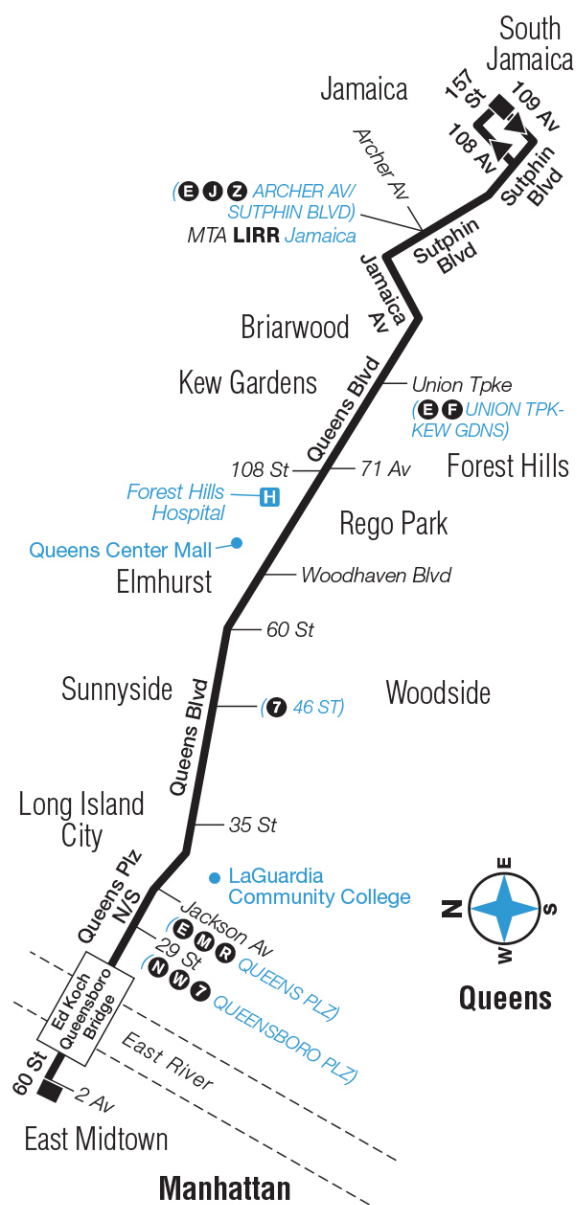 South
Jamaica
157
St
109 Av
108 Av
Sutphin
Blvd
Jamaica
Archer Av
(E J Z ARCHER AV/
SUTPHIN BLVD)
MTA LIRR Jamaica
Sutphin
Blvd
Jamaica
Av
Briarwood
Kew Gardens
Queens Blvd
Union Tpke
(E F UNION TPK-
KEW GDNS)
108 St
71 Av
Forest Hills
Forest Hills
Hospital
H
Rego Park
Queens Center Mall
Woodhaven Blvd
Elmhurst
60 St
Sunnyside
(7 46 ST)
Woodside
Queens Blvd
Long Island
City
35 St
LaGuardia
Community College
Queens Plz
N/S
Jackson Av
(E M R QUEENS PLZ)
29 St
(N W 7 QUEENSBORO PLZ)
E
N
S
W
Queens
Ed Koch
Queensboro
Bridge
East River
60 St
2 Av
East Midtown
Manhattan